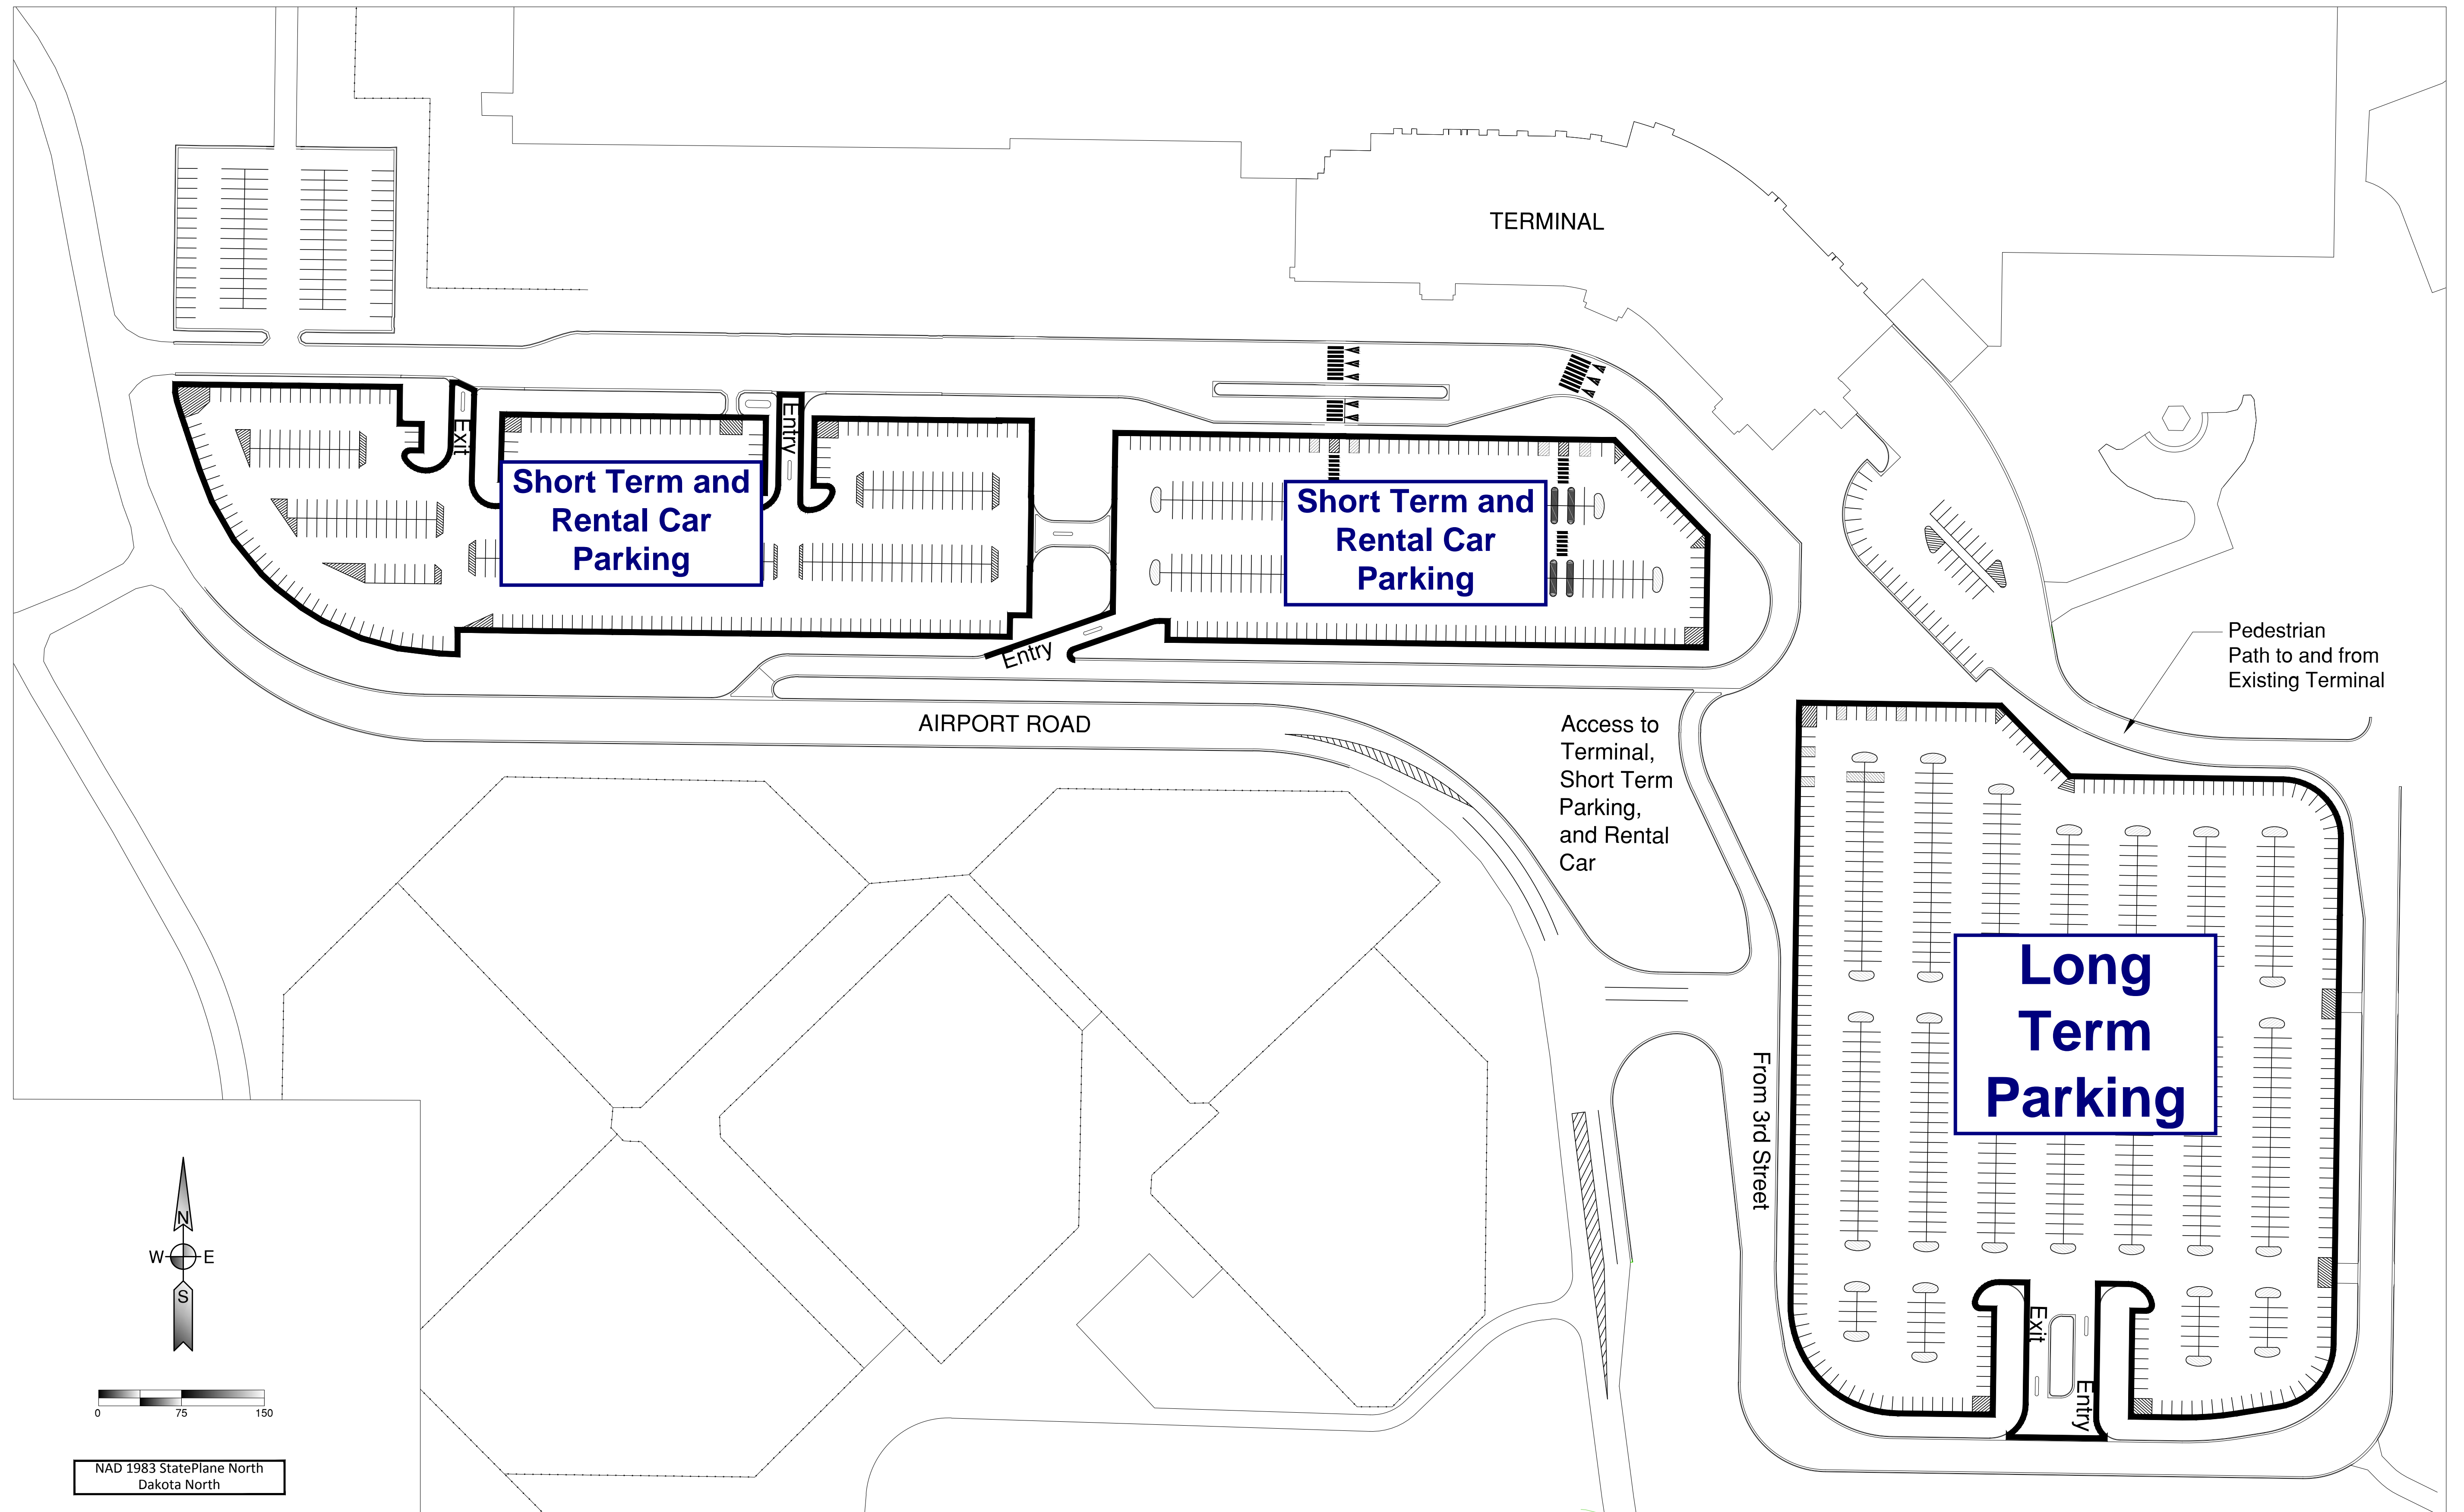 TERMINAL
Exit
Entry
Short Term and
Rental Car
Parking
Short Term and
Rental Car
Parking
Entry
Pedestrian
Path to and from
Existing Terminal
AIRPORT ROAD
Access to
Terminal,
Short Term
Parking,
and Rental
Car
Long
Term
Parking
From 3rd Street
N
W E
S
Exit
Entry
0 75 150
NAD 1983 StatePlane North
Dakota North